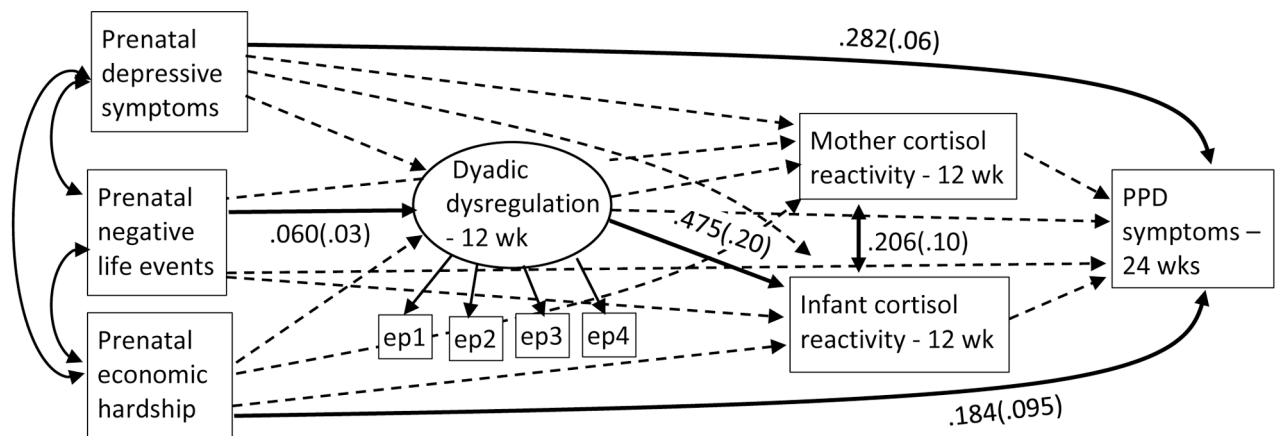 Prenatal
depressive
symptoms
.282(.06)
Prenatal
negative
life events
.060(.03)
Dyadic
dysregulation
- 12 wk
.475(.20)
Mother cortisol
reactivity - 12 wk
.206(.10)
PPD
symptoms –
24 wks
Infant cortisol
reactivity - 12 wk
ep1
ep2
ep3
ep4
Prenatal
economic
hardship
.184(.095)